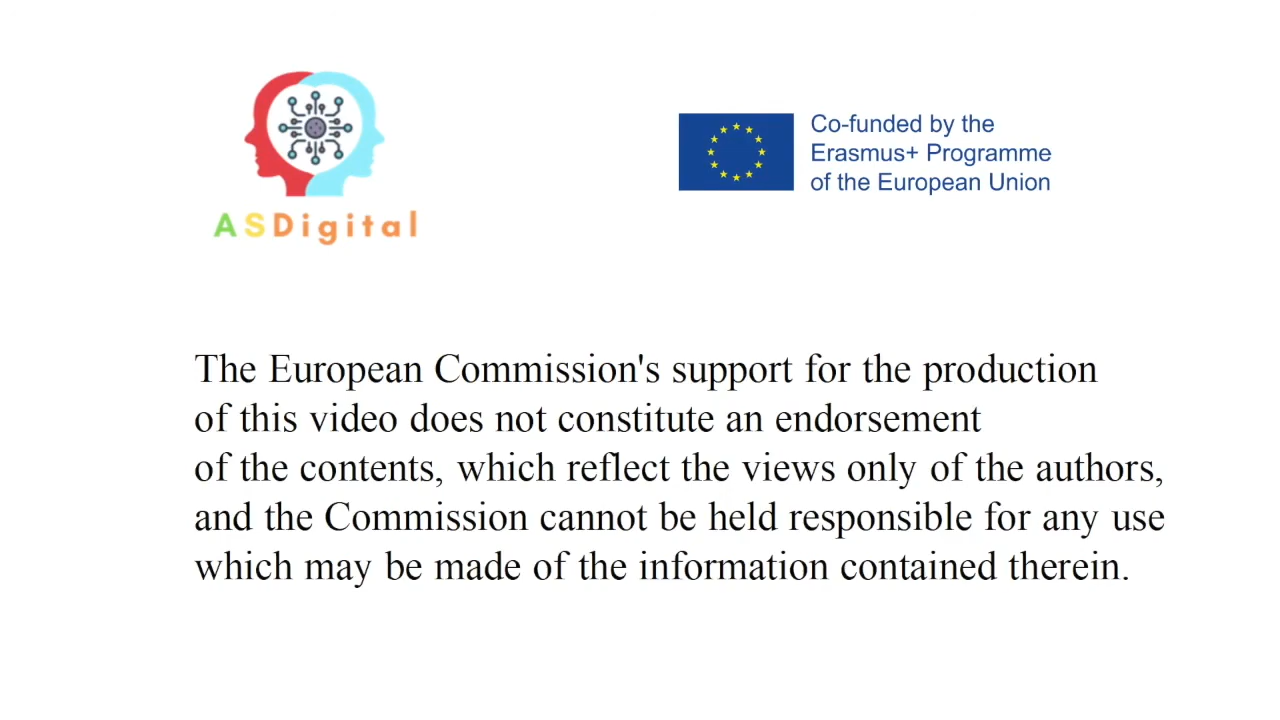 ASDigital
Co-funded by the
Erasmus+ Programme
of the European Union
The European Commission's support for the production
of this video does not constitute an endorsement
of the contents, which reflect the views only of the authors,
and the Commission cannot be held responsible for any use
which may be made of the information contained therein.